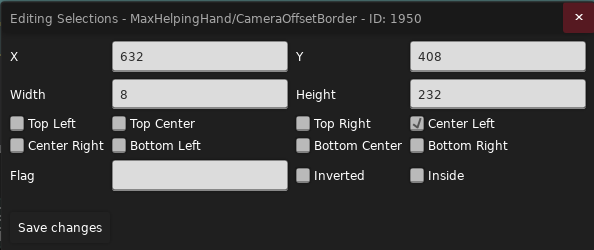 Editing Selections - MaxHelpingHand/CameraOffsetBorder - ID: 1950
X 632 Y 408
Width 8 Height 232
Top Left Top Center Top Right Center Left
Center Right Bottom Left Bottom Center Bottom Right
Flag Inverted Inside
Save changes